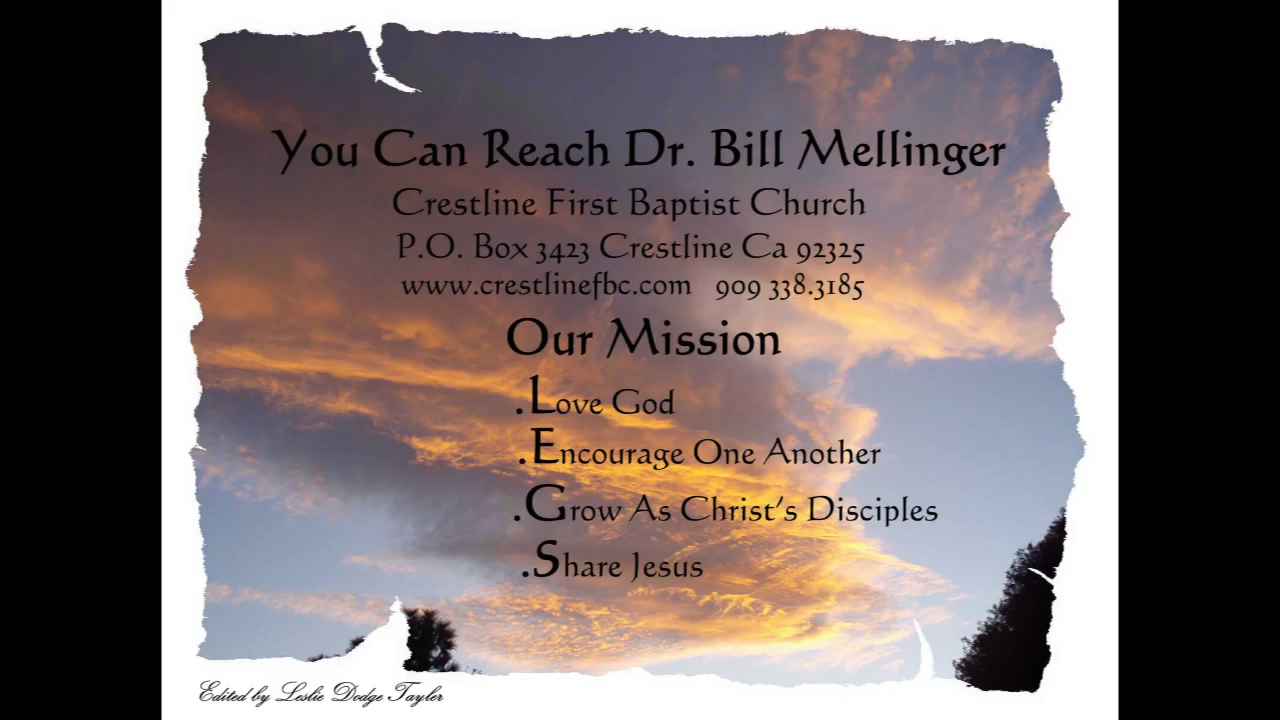 You Can Reach Dr. Bill Mellinger
Crestline First Baptist Church
P.O. Box 3423 Crestline Ca 92325
www.crestlinefbc.com 909 338.3185
Our Mission
.Love God
.Encourage One Another
.Grow As Christ's Disciples
.Share Jesus
Edited by Leslie Dodge Taylor